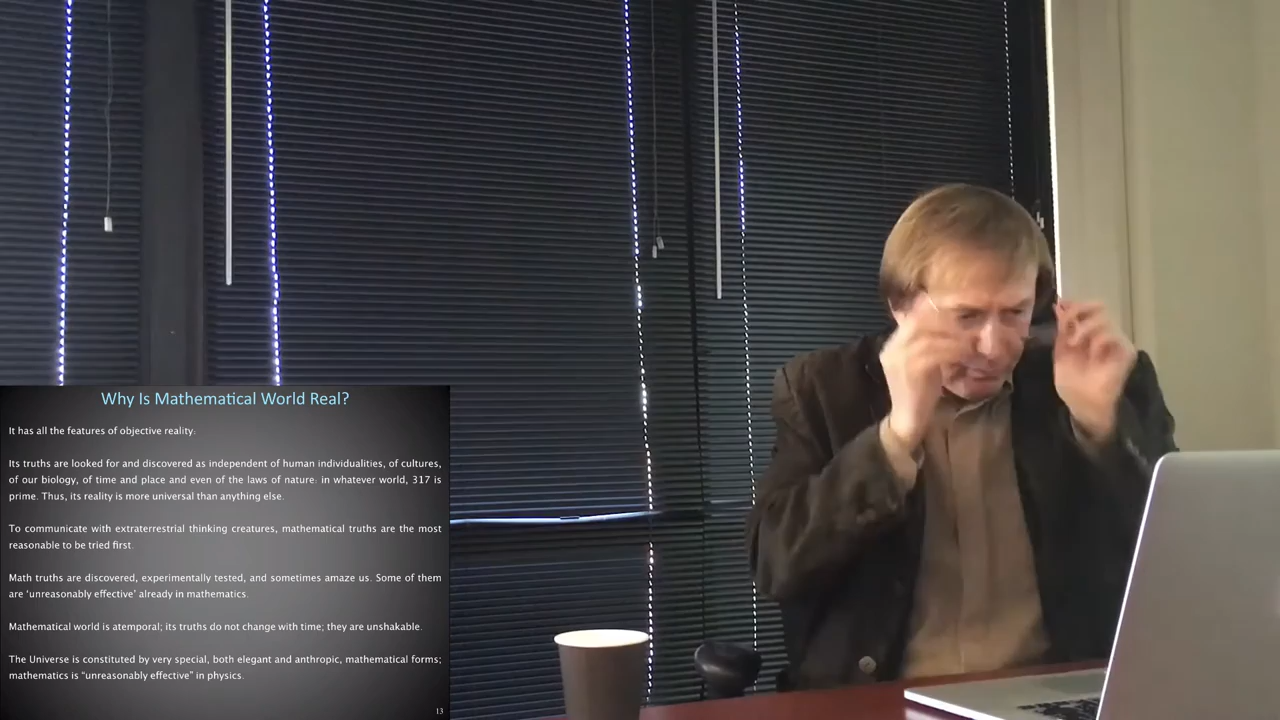 Why Is Mathematical World Real?
It has all the features of objective reality.
Its truths are looked for and discovered as independent of human individualities, of cultures,
of our biology, of time and place and even of the laws of nature: in whatever world, 317 is
prime. Thus, its reality is more universal than anything else.
To communicate with extraterrestrial thinking creatures, mathematical truths are the most
reasonable to be tried first.
Math truths are discovered, experimentally tested, and sometimes amaze us. Some of them
are ‘unreasonably effective’ already in mathematics.
Mathematical world is atemporal; its truths do not change with time; they are unshakable.
The Universe is constituted by very special, both elegant and anthropic, mathematical forms;
mathematics is “unreasonably effective” in physics.
13